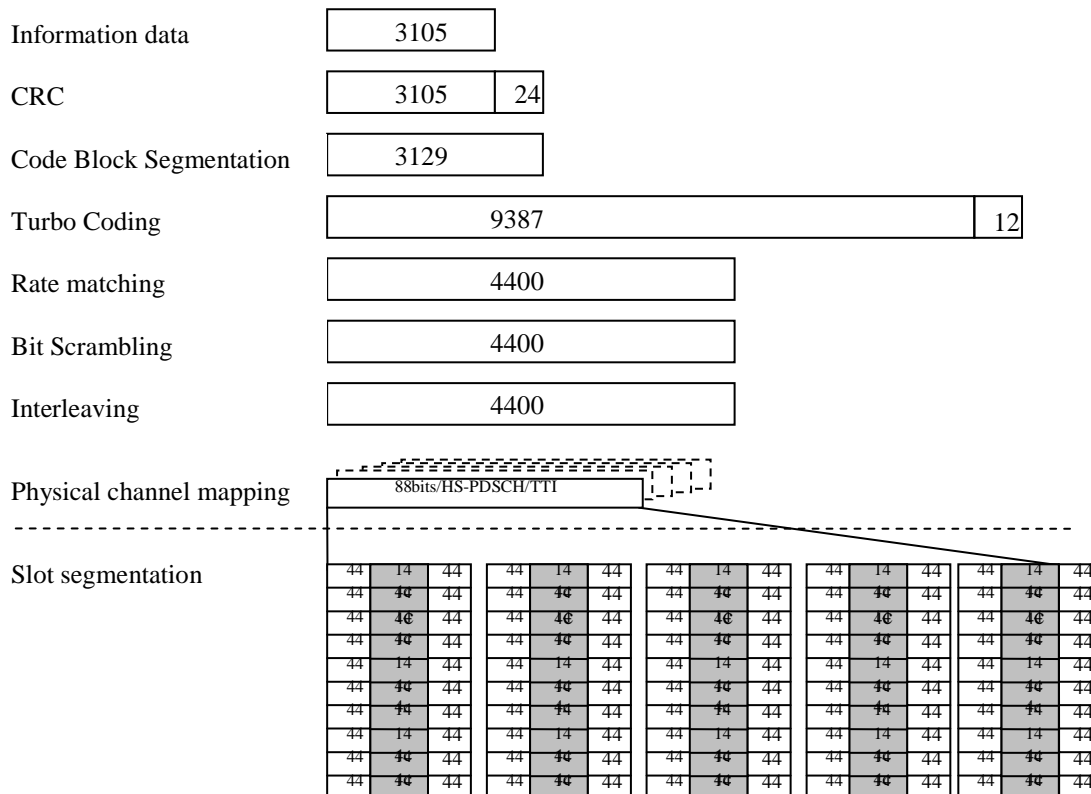 Information data 3105
CRC 3105 24
Code Block Segmentation 3129
Turbo Coding 9387 12
Rate matching 4400
Bit Scrambling 4400
Interleaving 4400
Physical channel mapping 88bits/HS-PDSCH/TTI
Slot segmentation
44 14 44 44 14 44 44 14 44 44 14 44 44 14 44
44 44 44 44 44 44 44 44 44 44
44 44 44 44 44 44 44 44 44 44
44 44 44 44 44 44 44 44 44 44
44 14 44 44 14 44 44 14 44 44 14 44 44 14 44
44 44 44 44 44 44 44 44 44 44
44 44 44 44 44 44 44 44 44 44
44 14 44 44 14 44 44 14 44 44 14 44 44 14 44
44 44 44 44 44 44 44 44 44 44
44 44 44 44 44 44 44 44 44 44